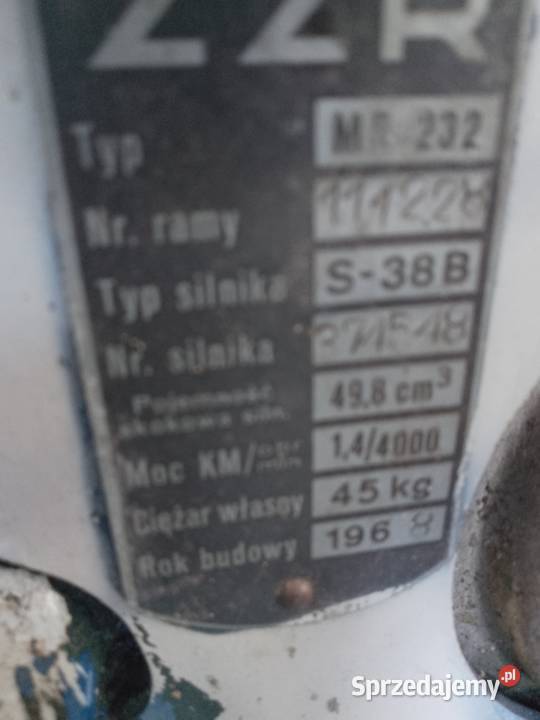 ZZR
Typ MR-232
Nr. ramy 111228
Typ silnika S-38B
Nr. silnika 271548
Pojemność skokowa siln. 49,8 cm³
Moc KM/obr min 1,4/4000
Ciężar własny 45 kg
Rok budowy 1968
Sprzedajemy.pl